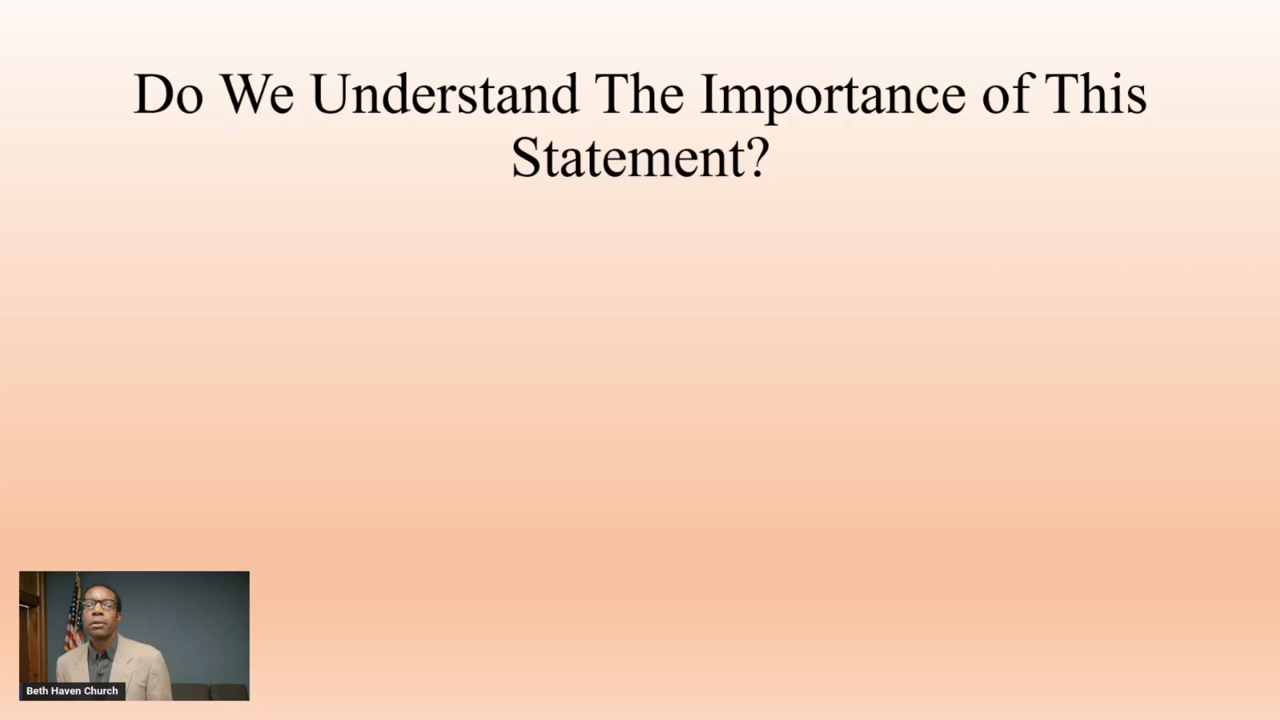 Do We Understand The Importance of This
Statement?
Beth Haven Church